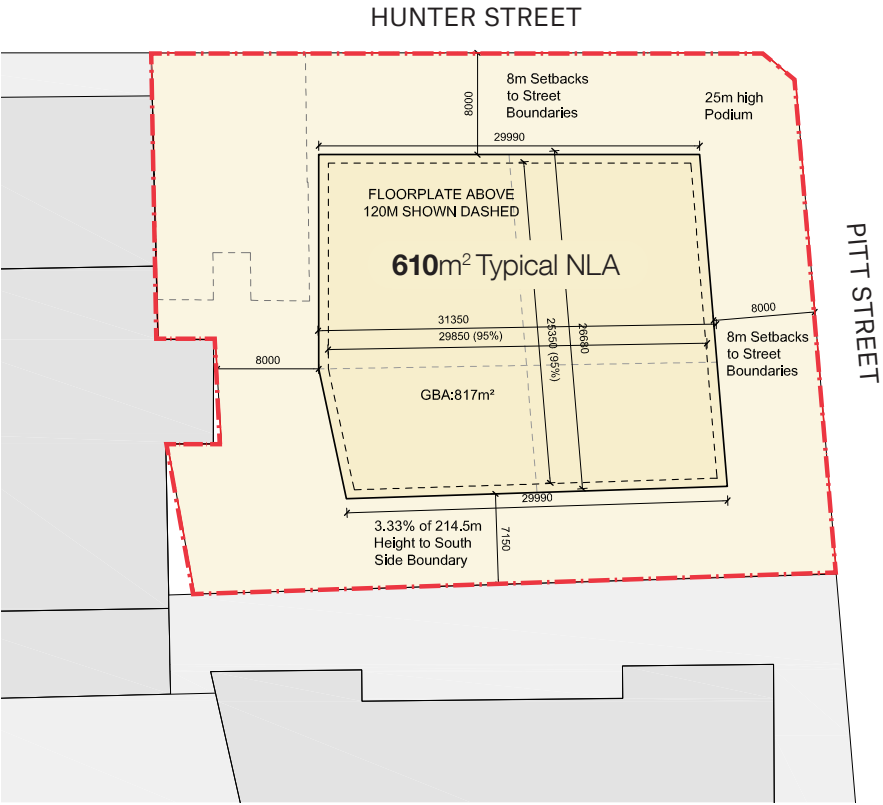 HUNTER STREET
8m Setbacks
to Street
Boundaries
8000
25m high
Podium
29990
FLOORPLATE ABOVE
120M SHOWN DASHED
610m² Typical NLA
PITT STREET
8000
31350
29850 (95%)
25350 (95%)
26680
8m Setbacks
to Street
Boundaries
8000
GBA:817m²
29990
3.33% of 214.5m
Height to South
Side Boundary
7150